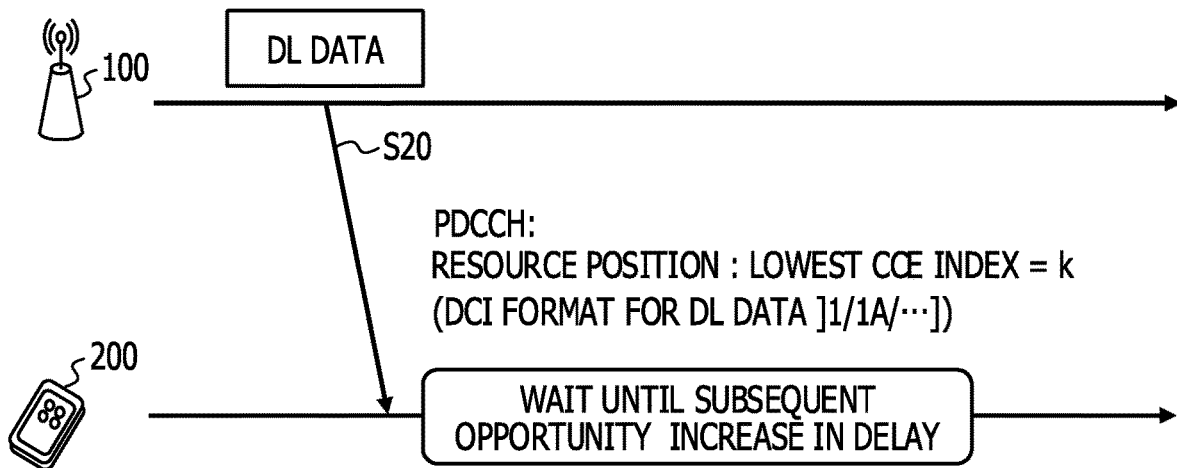 DL DATA
100
S20
PDCCH:
RESOURCE POSITION : LOWEST CCE INDEX = k
(DCI FORMAT FOR DL DATA ]1/1A/···])
200
WAIT UNTIL SUBSEQUENT
OPPORTUNITY INCREASE IN DELAY